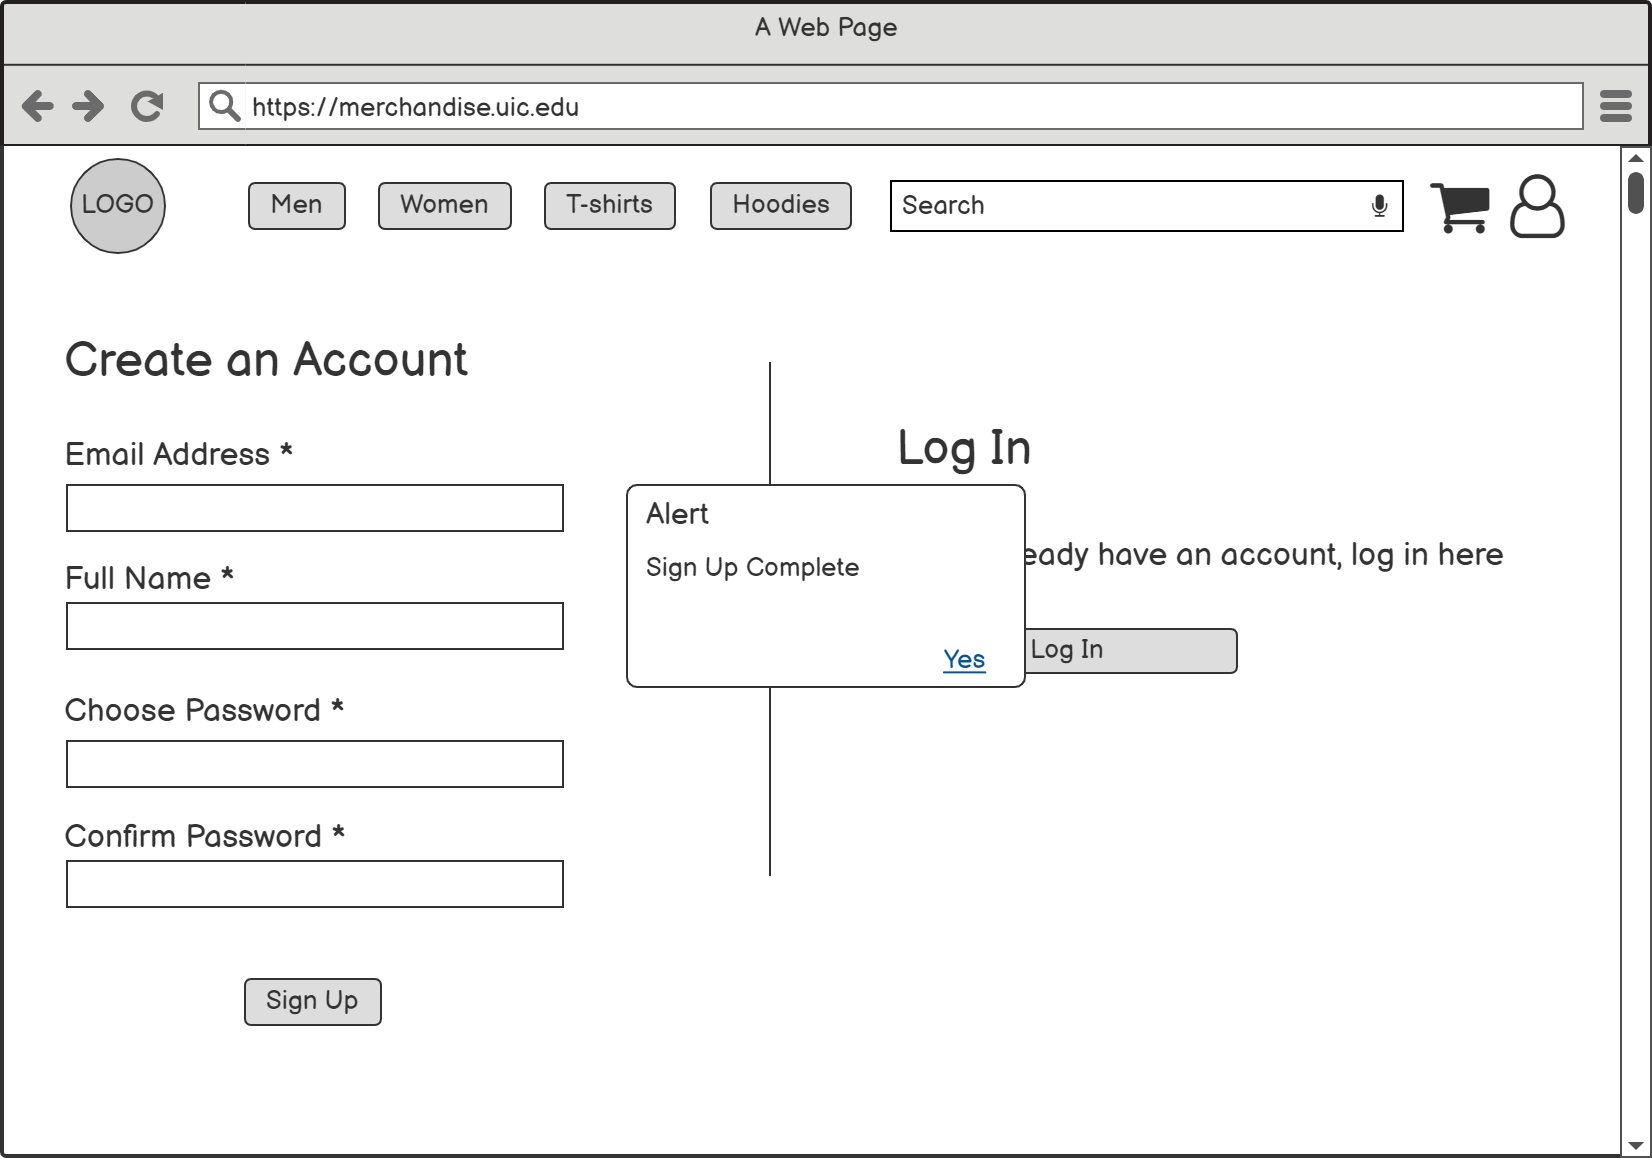 A Web Page
https://merchandise.uic.edu
LOGO
Men
Women
T-shirts
Hoodies
Search
Create an Account
Email Address *
Full Name *
Choose Password *
Confirm Password *
Sign Up
Log In
have an account, log in here
Log In
Alert
Sign Up Complete
Yes